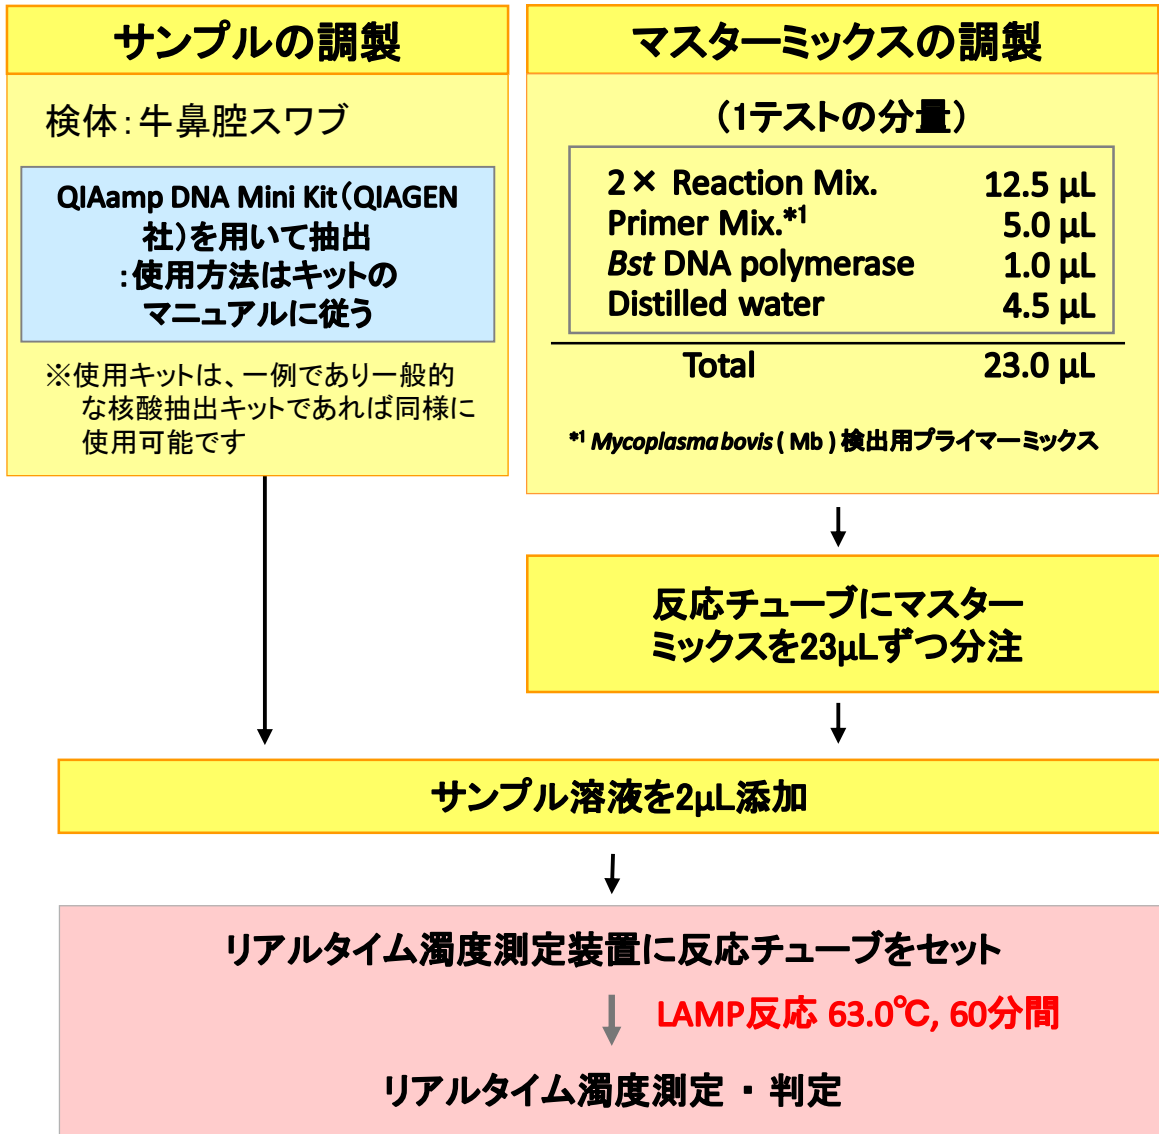 サンプルの調製
検体：牛鼻腔スワブ
QIAamp DNA Mini Kit（QIAGEN
社）を用いて抽出
：使用方法はキットの
マニュアルに従う
※使用キットは、一例であり一般的
な核酸抽出キットであれば同様に
使用可能です
マスターミックスの調製
（1テストの分量）
2× Reaction Mix. 12.5 µL
Primer Mix.*1 5.0 µL
Bst DNA polymerase 1.0 µL
Distilled water 4.5 µL
Total 23.0 µL
*1 Mycoplasma bovis ( Mb ) 検出用プライマーミックス
反応チューブにマスター
ミックスを23µLずつ分注
サンプル溶液を2µL添加
リアルタイム濁度測定装置に反応チューブをセット
LAMP反応 63.0℃, 60分間
リアルタイム濁度測定 ・ 判定